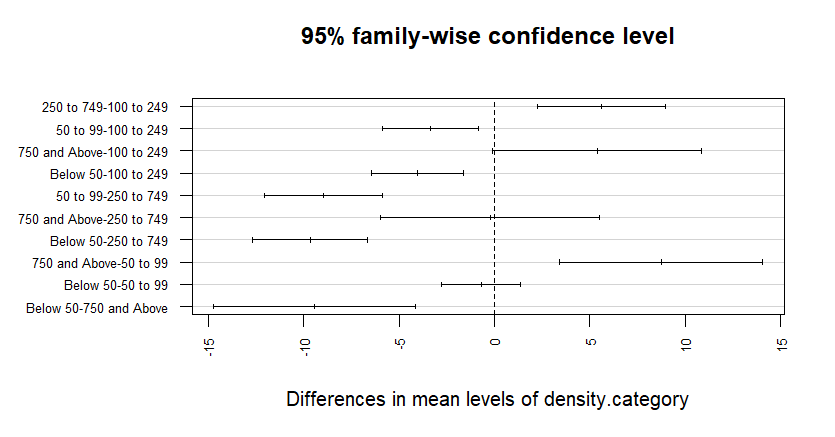 95% family-wise confidence level
250 to 749-100 to 249
50 to 99-100 to 249
750 and Above-100 to 249
Below 50-100 to 249
50 to 99-250 to 749
750 and Above-250 to 749
Below 50-250 to 749
750 and Above-50 to 99
Below 50-50 to 99
Below 50-750 and Above
-15 -10 -5 0 5 10 15
Differences in mean levels of density.category